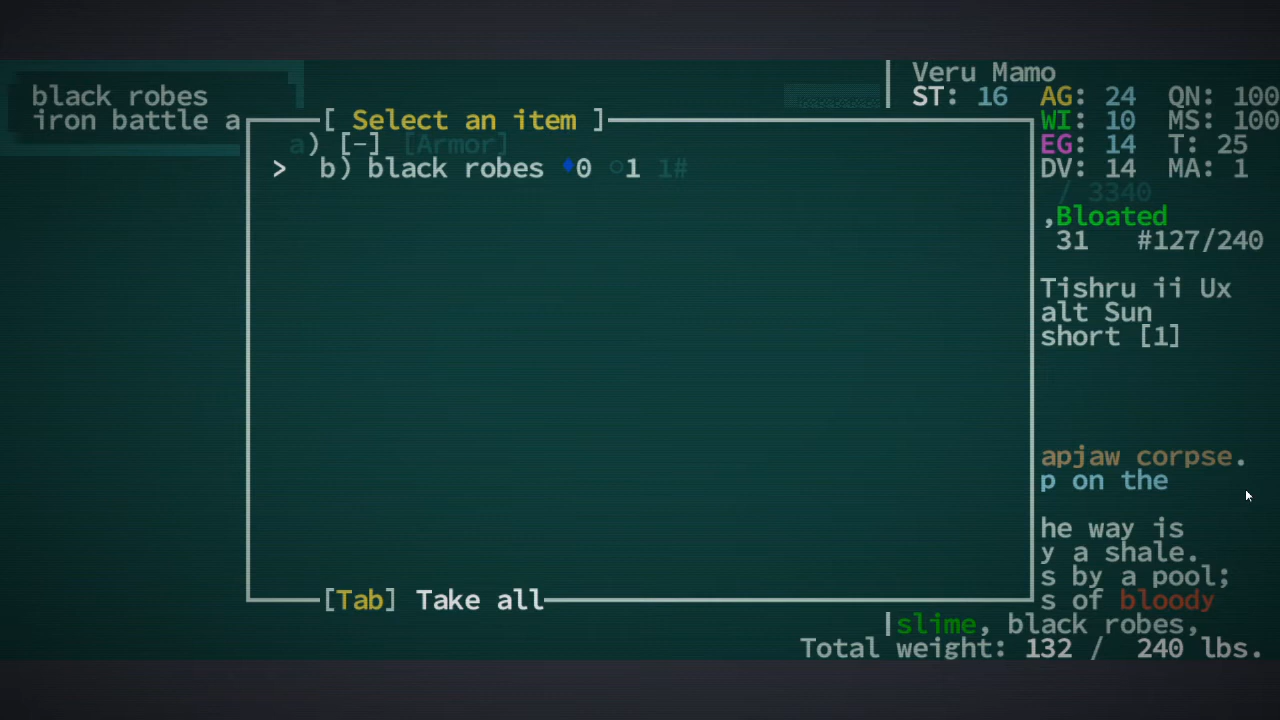 black robes
iron battle a
[ Select an item ]
a) [-] [Armor]
> b) black robes ♦0 ○1 1#
[Tab] Take all
Veru Mamo
ST: 16 AG: 24 QN: 100
WI: 10 MS: 100
EG: 14 T: 25
DV: 14 MA: 1
/ 3340
,Bloated
31 #127/240
Tishru ii Ux
alt Sun
short [1]
apjaw corpse.
p on the
he way is
y a shale.
s by a pool;
s of bloody
slime, black robes,
Total weight: 132 / 240 lbs.